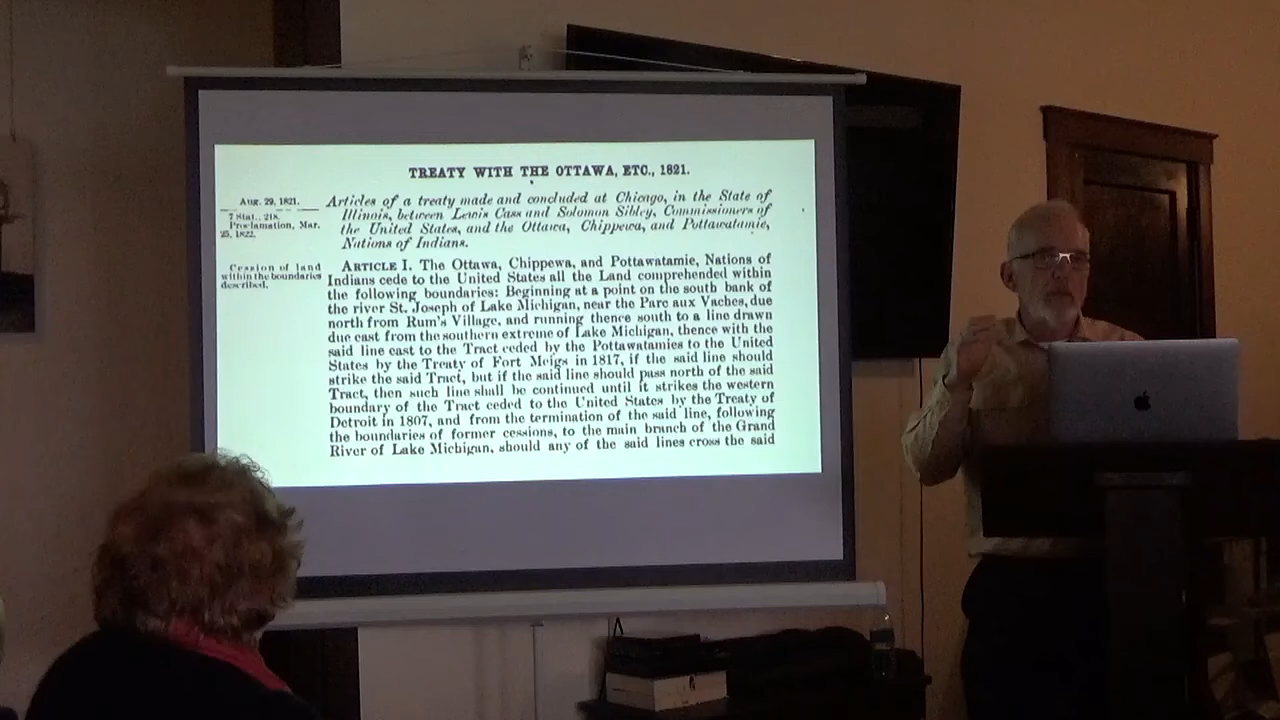 TREATY WITH THE OTTAWA, ETC., 1821.
Aug. 29, 1821.
7 Stat., 218.
Proclamation, Mar.
25, 1822.
Articles of a treaty made and concluded at Chicago, in the State of
Illinois, between Lewis Cass and Solomon Sibley, Commissioners of
the United States, and the Ottawa, Chippewa, and Pottawatamie,
Nations of Indians.
Cession of land
within the boundaries
described.
ARTICLE I. The Ottawa, Chippewa, and Pottawatamie, Nations of
Indians cede to the United States all the Land comprehended within
the following boundaries: Beginning at a point on the south bank of
the river St. Joseph of Lake Michigan, near the Parc aux Vaches, due
north from Rum's Village, and running thence south to a line drawn
due east from the southern extreme of Lake Michigan, thence with the
said line east to the Tract ceded by the Pottawatamies to the United
States by the Treaty of Fort Meigs in 1817, if the said line should
strike the said Tract, but if the said line should pass north of the said
Tract, then such line shall be continued until it strikes the western
boundary of the Tract ceded to the United States by the Treaty of
Detroit in 1807, and from the termination of the said line, following
the boundaries of former cessions, to the main branch of the Grand
River of Lake Michigan, should any of the said lines cross the said